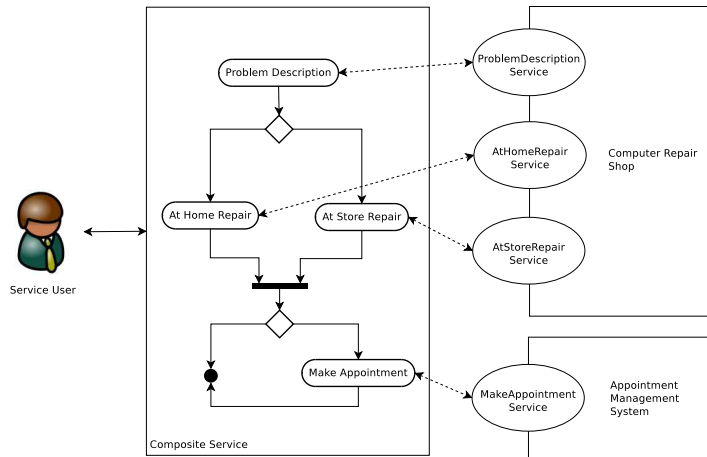 Problem Description
ProblemDescription
Service
AtHomeRepair
Service
Computer Repair
Shop
At Home Repair
At Store Repair
AtStoreRepair
Service
Service User
Make Appointment
MakeAppointment
Service
Appointment
Management
System
Composite Service